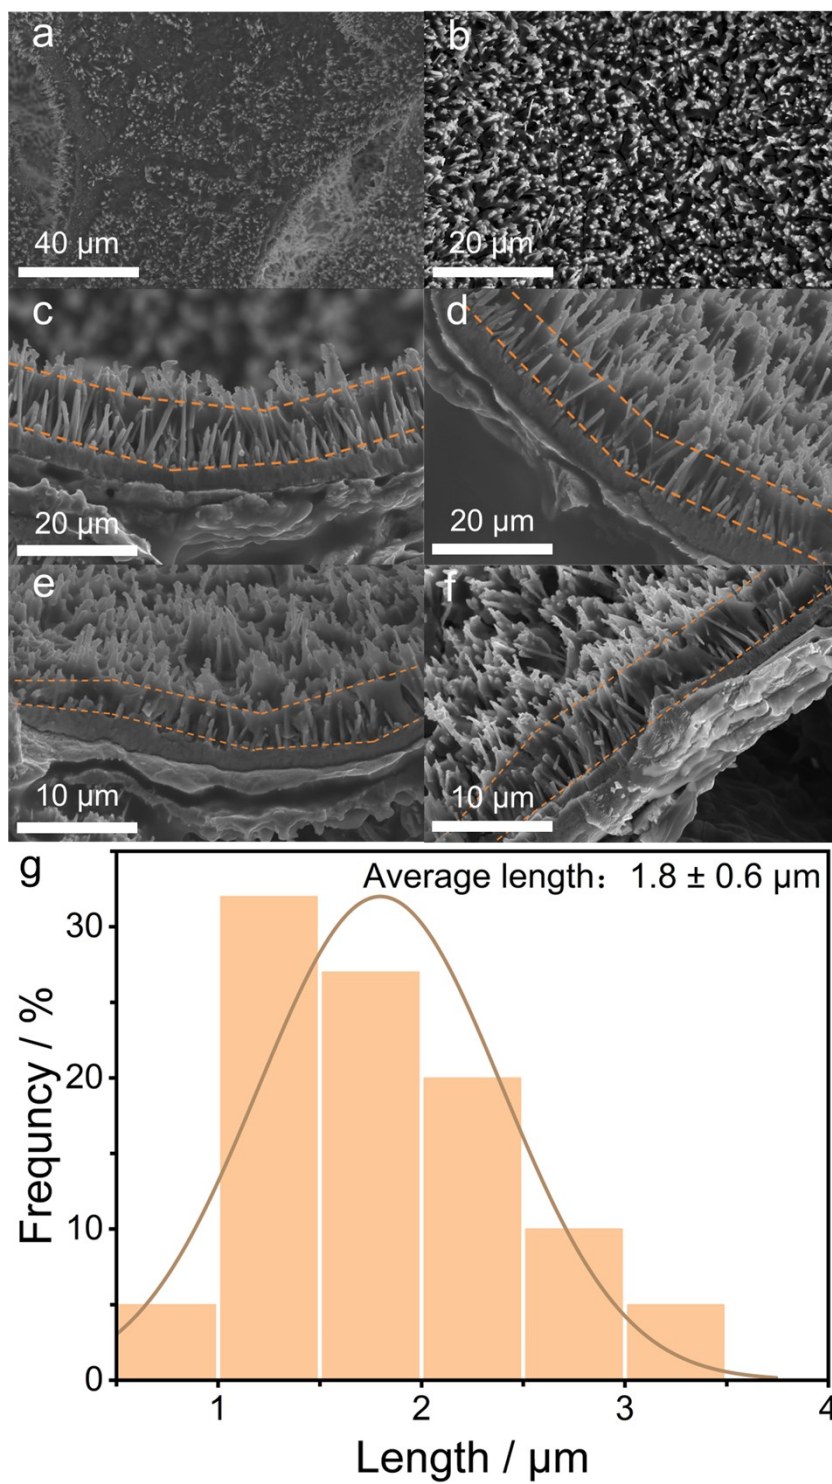 a
b
40 µm
20 µm
c
d
20 µm
20 µm
e
f
10 µm
10 µm
g
Average length： 1.8 ± 0.6 µm
30
20
10
0
Frequncy / %
1
2
3
4
Length / µm